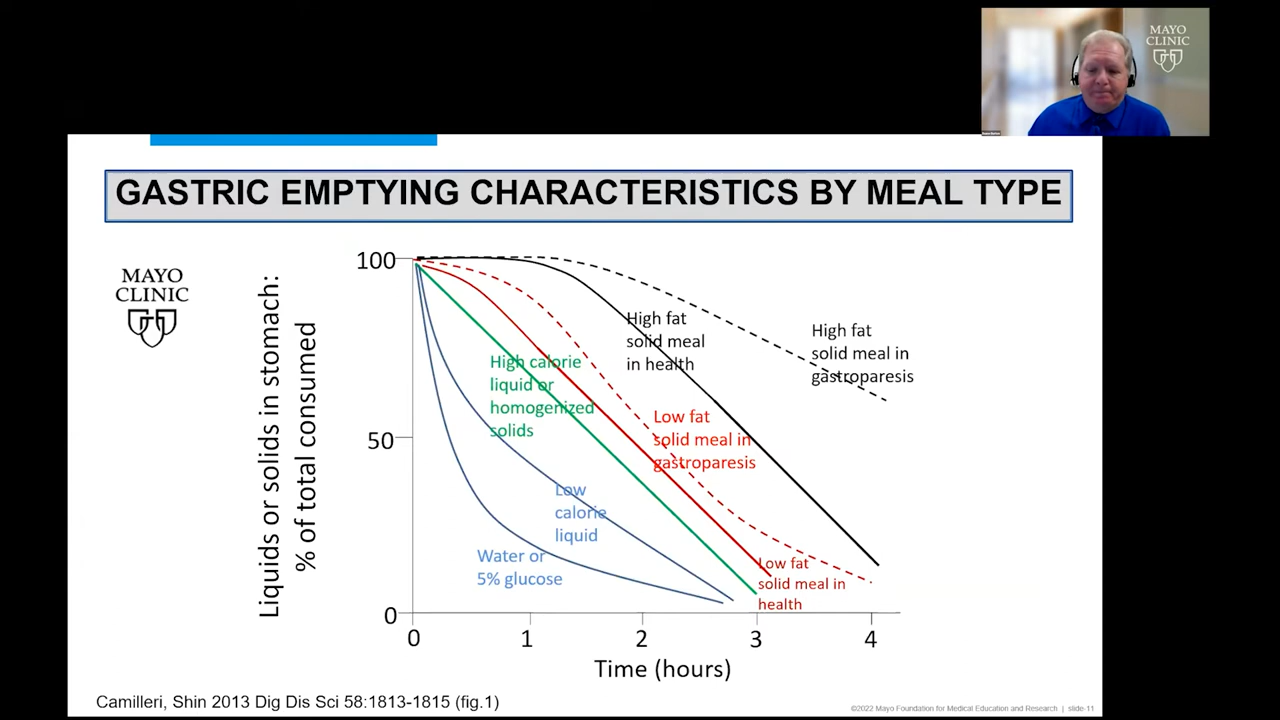 MAYO
CLINIC
GASTRIC EMPTYING CHARACTERISTICS BY MEAL TYPE
MAYO
CLINIC
Liquids or solids in stomach:
% of total consumed
100
50
0
High fat
solid meal
in health
High fat
solid meal in
gastroparesis
High calorie
liquid or
homogenized
solids
Low fat
solid meal in
gastroparesis
Low
calorie
liquid
Water or
5% glucose
Low fat
solid meal in
health
0 1 2 3 4
Time (hours)
Camilleri, Shin 2013 Dig Dis Sci 58:1813-1815 (fig.1)
©2022 Mayo Foundation for Medical Education and Research | slide-11